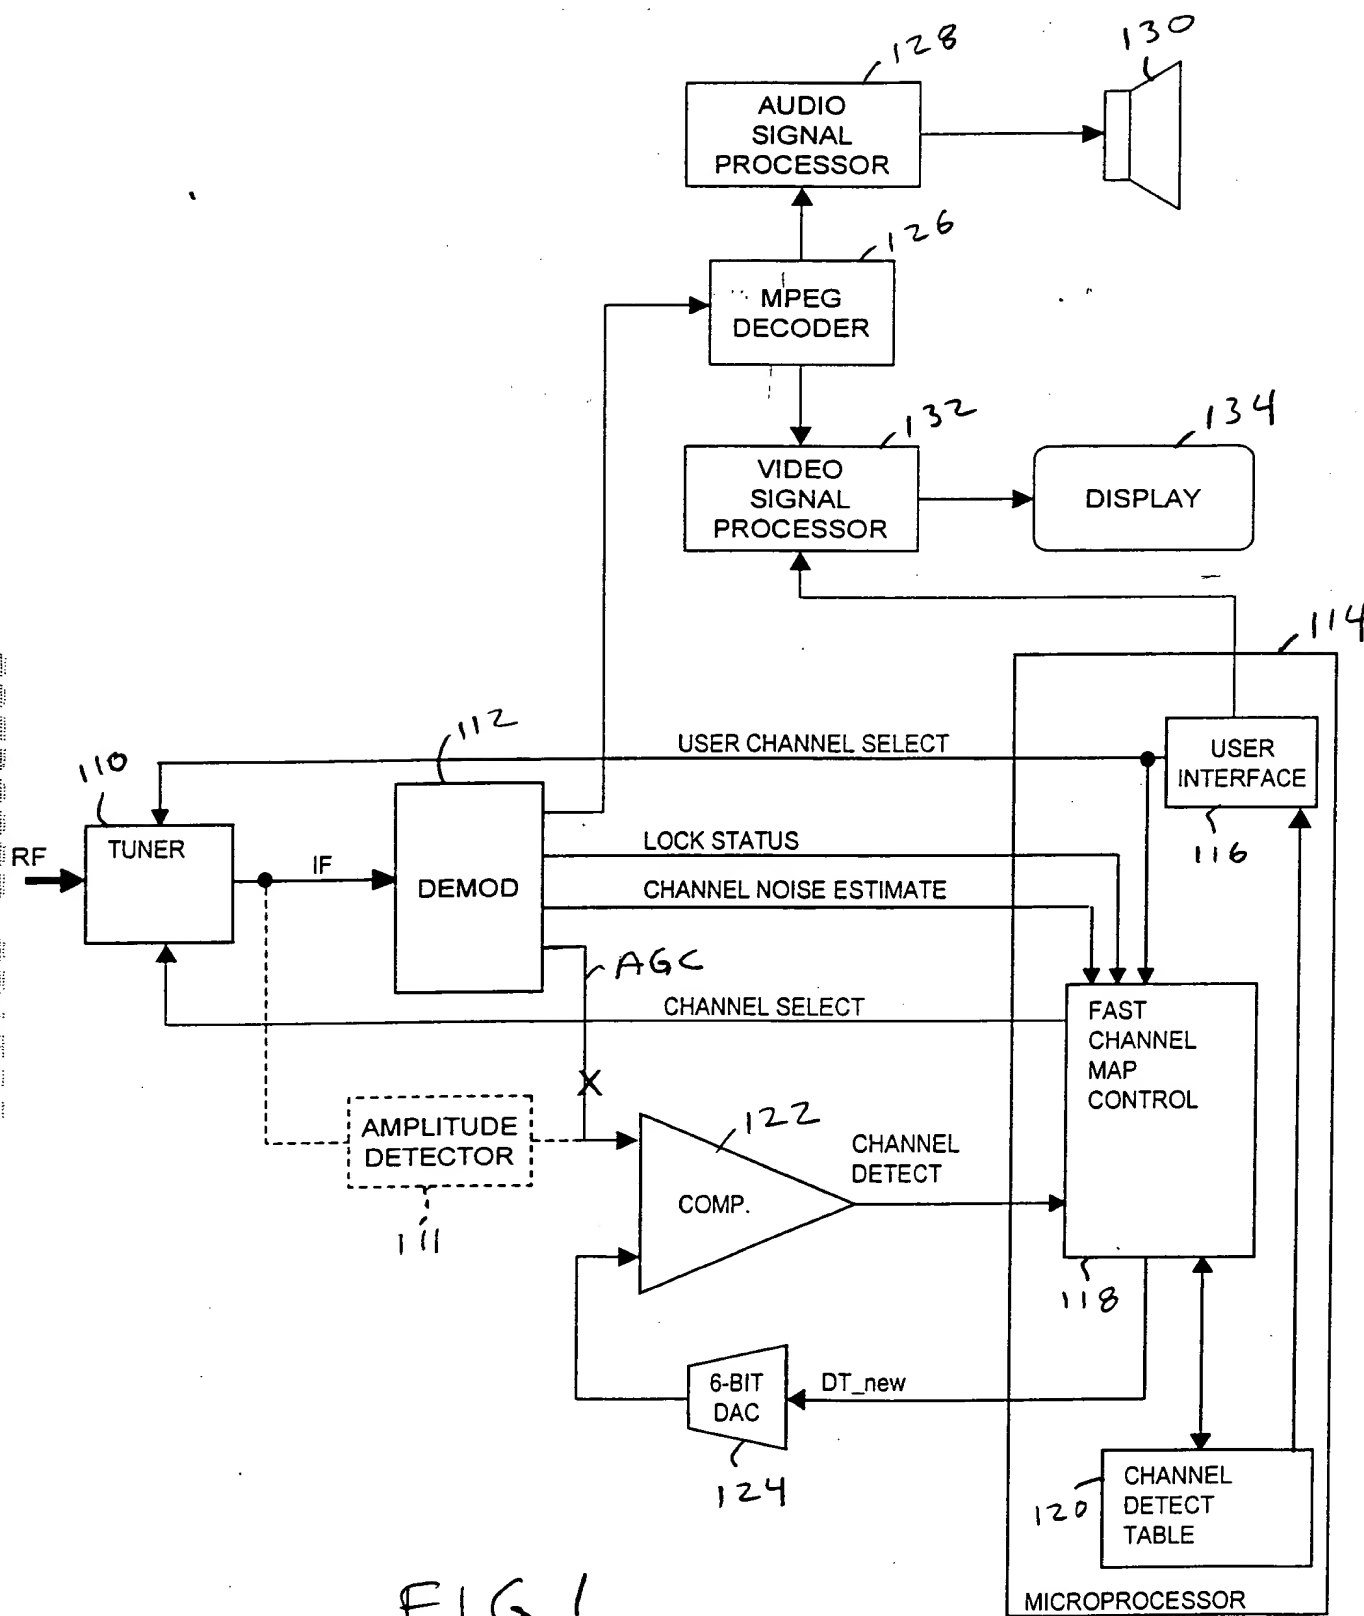 130
128
AUDIO
SIGNAL
PROCESSOR
126
MPEG
DECODER
132
134
VIDEO
SIGNAL
PROCESSOR
DISPLAY
114
112
USER CHANNEL SELECT
USER
INTERFACE
110
116
TUNER
RF
IF
DEMOD
LOCK STATUS
CHANNEL NOISE ESTIMATE
AGC
CHANNEL SELECT
FAST
CHANNEL
MAP
CONTROL
X
AMPLITUDE
DETECTOR
111
122
COMP.
CHANNEL
DETECT
118
6-BIT
DAC
DT_new
124
120
CHANNEL
DETECT
TABLE
MICROPROCESSOR
FIG 1